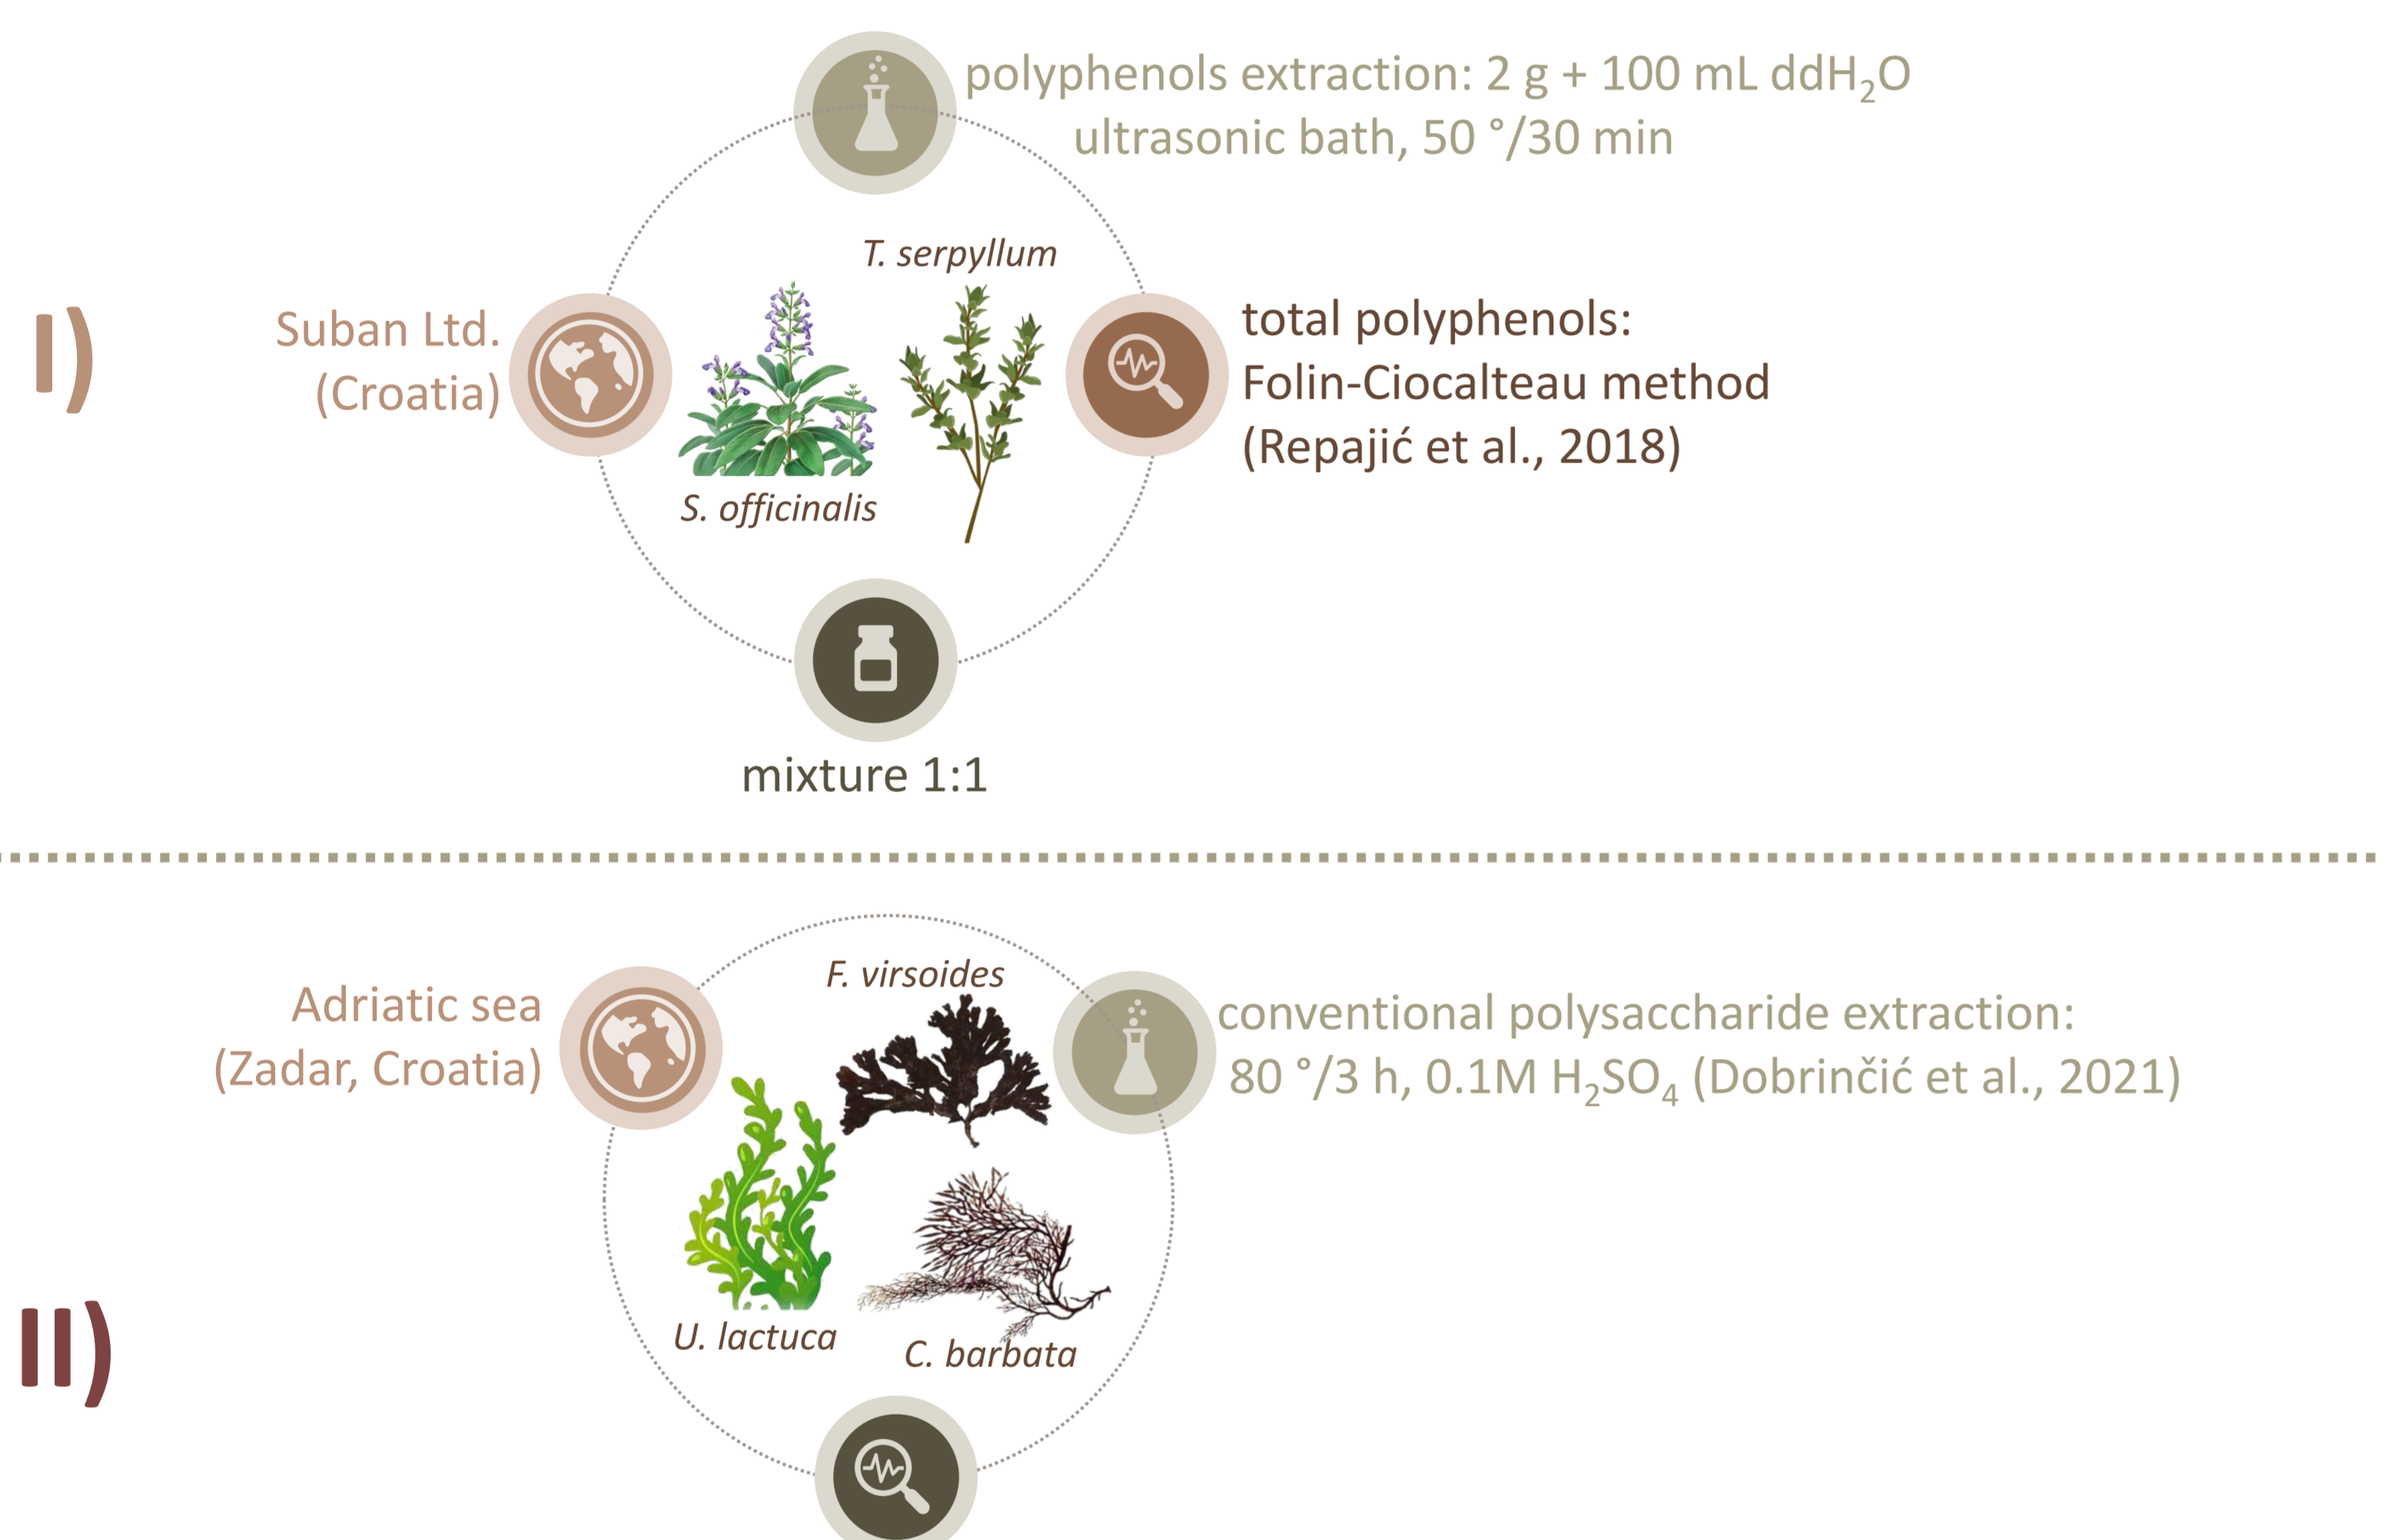 I)
polyphenols extraction: 2 g + 100 mL ddH₂O
ultrasonic bath, 50 °/30 min
T. serpyllum
Suban Ltd.
(Croatia)
total polyphenols:
Folin-Ciocalteau method
(Repajić et al., 2018)
S. officinalis
mixture 1:1
II)
F. virsoides
Adriatic sea
(Zadar, Croatia)
conventional polysaccharide extraction:
80 °/3 h, 0.1M H₂SO₄ (Dobrinčić et al., 2021)
U. lactuca
C. barbata